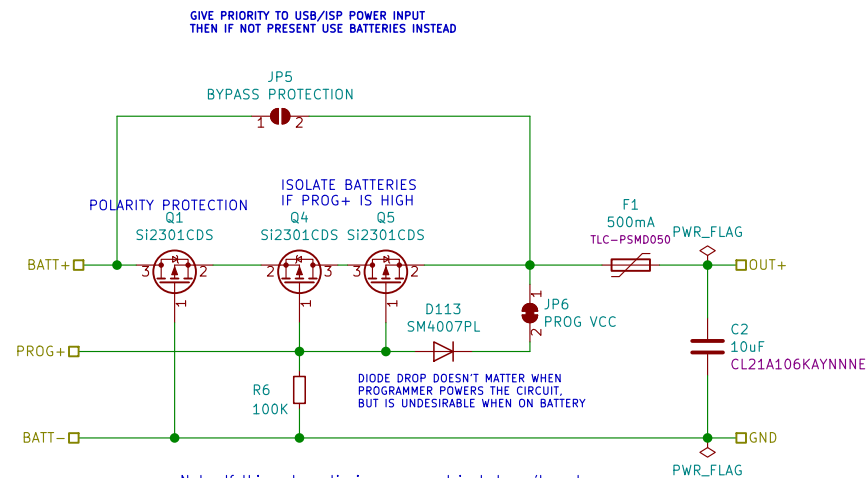 GIVE PRIORITY TO USB/ISP POWER INPUT
THEN IF NOT PRESENT USE BATTERIES INSTEAD
JP5
BYPASS PROTECTION
1 2
POLARITY PROTECTION
Q1
Si2301CDS
ISOLATE BATTERIES
IF PROG+ IS HIGH
Q4
Si2301CDS
Q5
Si2301CDS
F1
500mA
TLC-PSMD050
PWR_FLAG
BATT+
3 2
1
2 3
1
3 2
1
OUT+
1
JP6
PROG VCC
2
D113
SM4007PL
PROG+
C2
10uF
CL21A106KAYNNNE
R6
100K
DIODE DROP DOESN'T MATTER WHEN
PROGRAMMER POWERS THE CIRCUIT,
BUT IS UNDESIRABLE WHEN ON BATTERY
BATT-
GND
PWR_FLAG